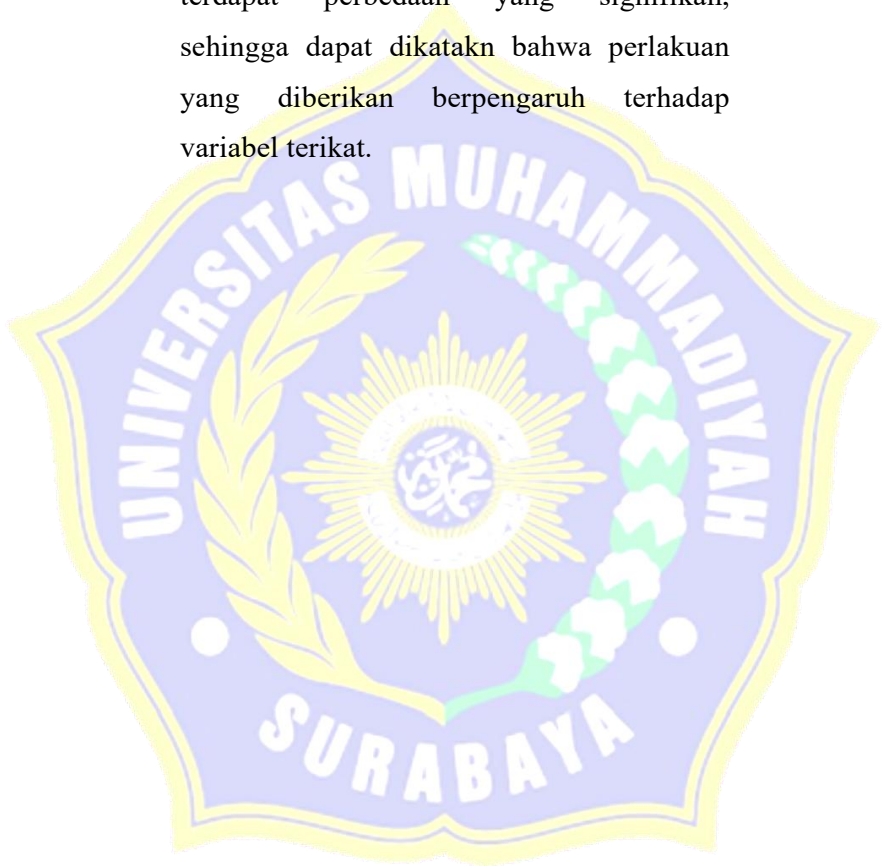 terdapat perbedaan yang signifikan,
sehingga dapat dikatakn bahwa perlakuan
yang diberikan berpengaruh terhadap
variabel terikat.
UNIVERSITAS MUHAMMADIYAH
SURABAYA